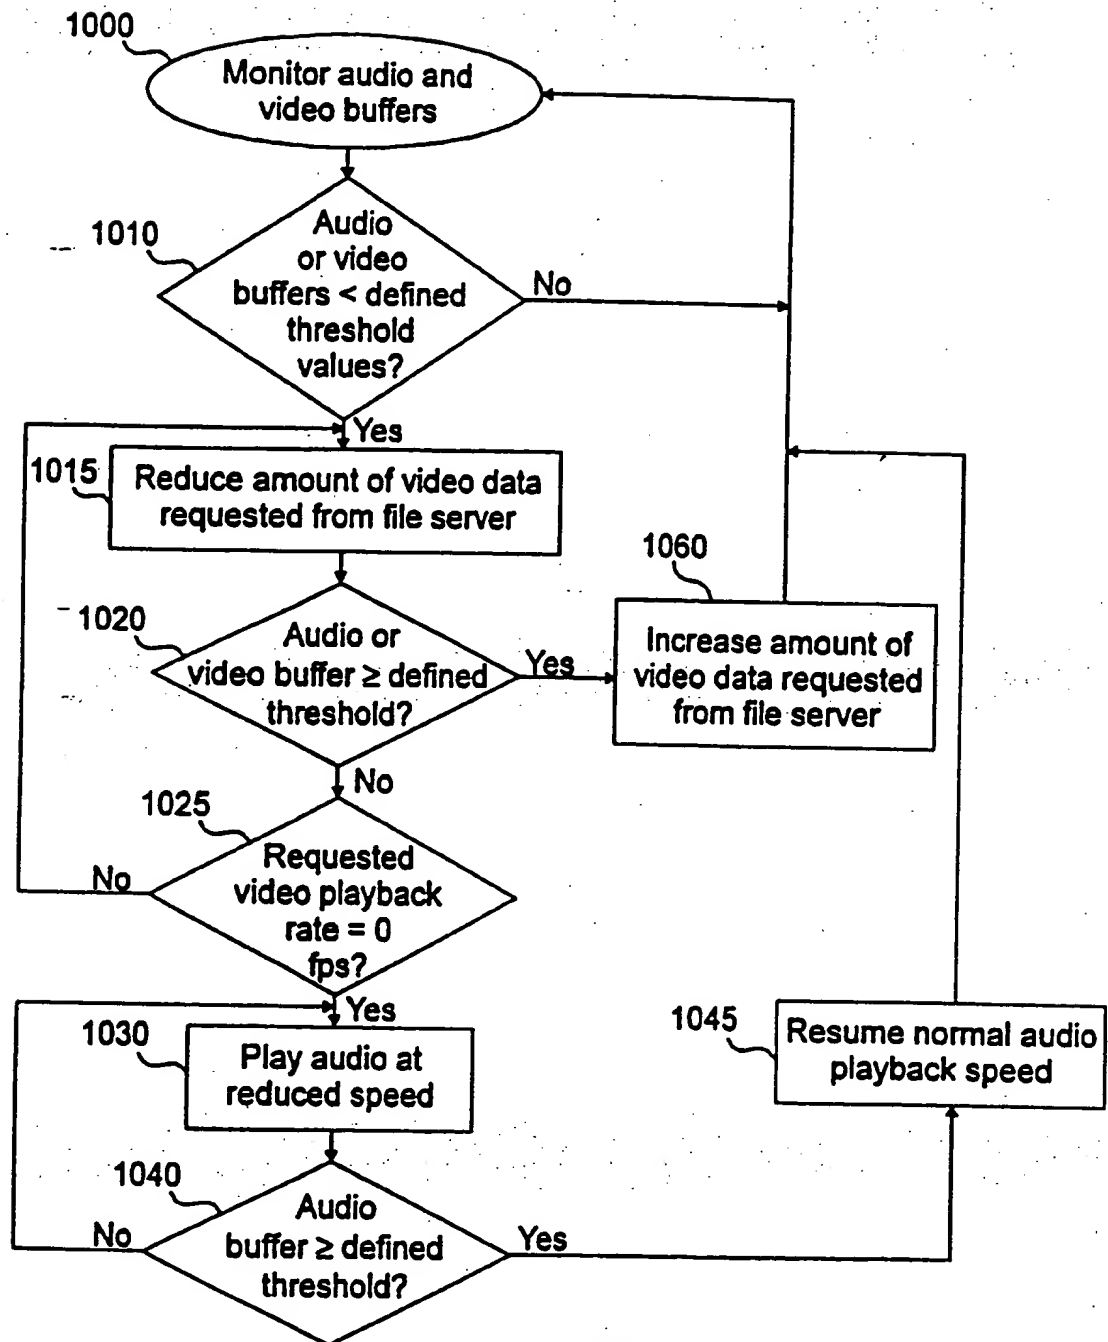 1000
Monitor audio and
video buffers
1010
Audio
or video
buffers < defined
threshold
values?
No
Yes
1015
Reduce amount of video data
requested from file server
1020
Audio or
video buffer ≥ defined
threshold?
Yes
1060
Increase amount of
video data requested
from file server
No
1025
Requested
video playback
rate = 0
fps?
No
Yes
1030
Play audio at
reduced speed
1045
Resume normal audio
playback speed
1040
Audio
buffer ≥ defined
threshold?
No
Yes